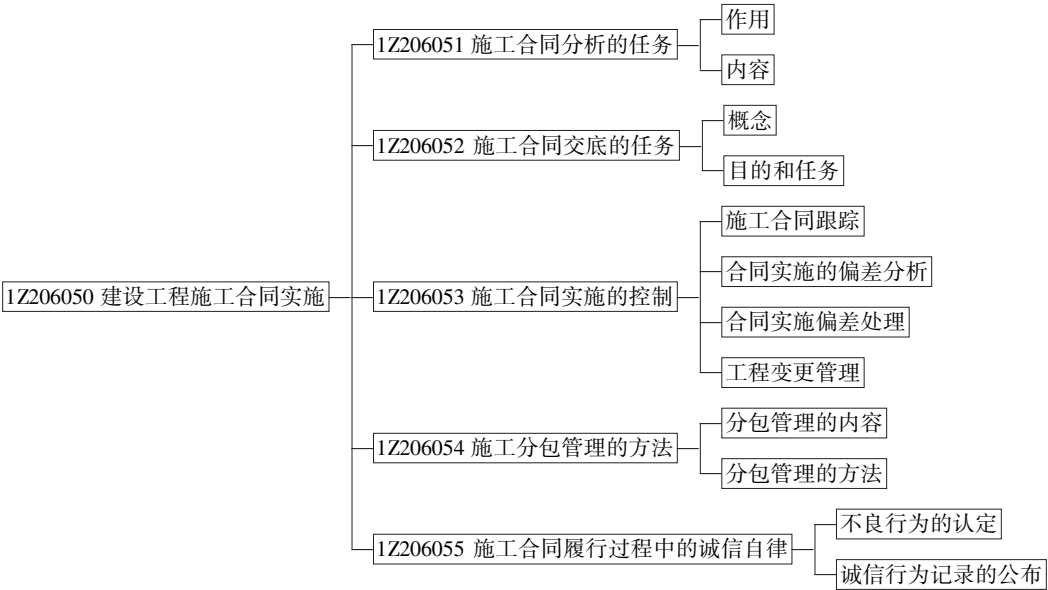 1Z206050 建设工程施工合同实施
1Z206051 施工合同分析的任务
作用
内容
1Z206052 施工合同交底的任务
概念
目的和任务
1Z206053 施工合同实施的控制
施工合同跟踪
合同实施的偏差分析
合同实施偏差处理
工程变更管理
1Z206054 施工分包管理的方法
分包管理的内容
分包管理的方法
1Z206055 施工合同履行过程中的诚信自律
不良行为的认定
诚信行为记录的公布